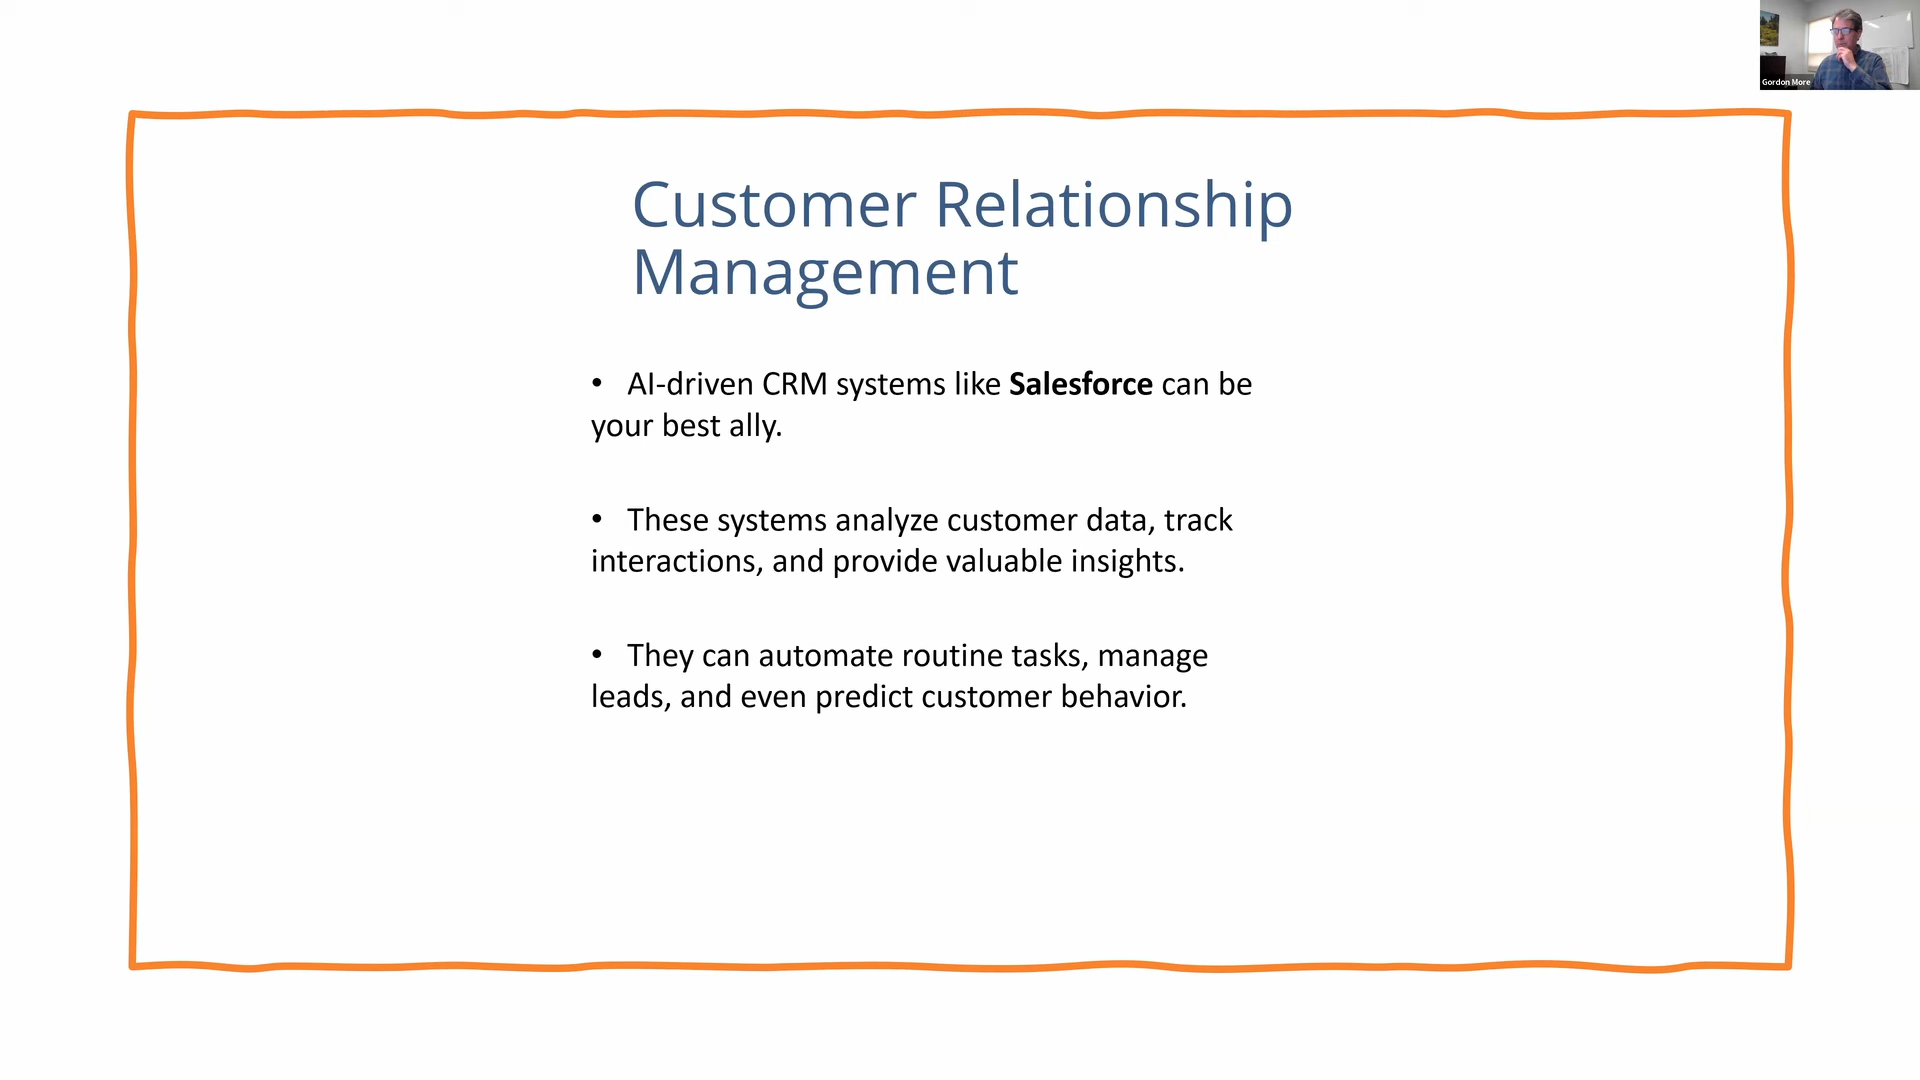 Gordon More
Customer Relationship
Management
• AI-driven CRM systems like Salesforce can be
your best ally.
• These systems analyze customer data, track
interactions, and provide valuable insights.
• They can automate routine tasks, manage
leads, and even predict customer behavior.